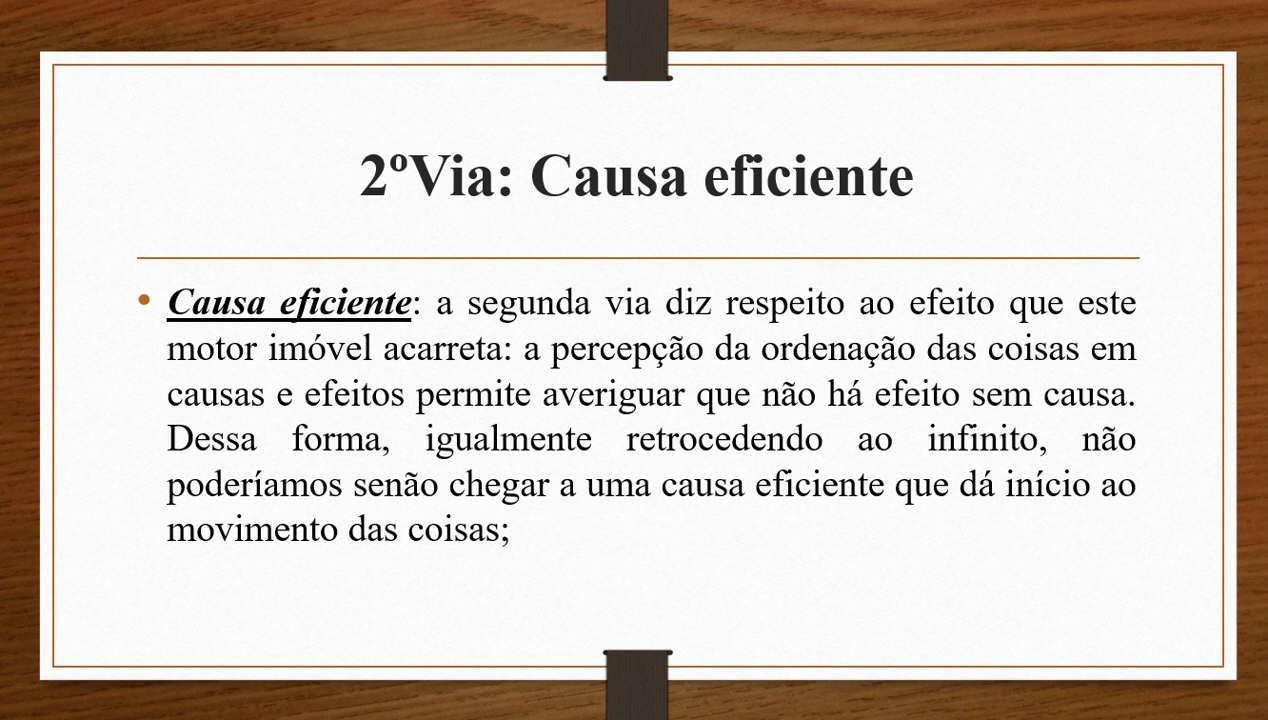 2ºVia: Causa eficiente
• Causa eficiente: a segunda via diz respeito ao efeito que este
motor imóvel acarreta: a percepção da ordenação das coisas em
causas e efeitos permite averiguar que não há efeito sem causa.
Dessa forma, igualmente retrocedendo ao infinito, não
poderíamos senão chegar a uma causa eficiente que dá início ao
movimento das coisas;